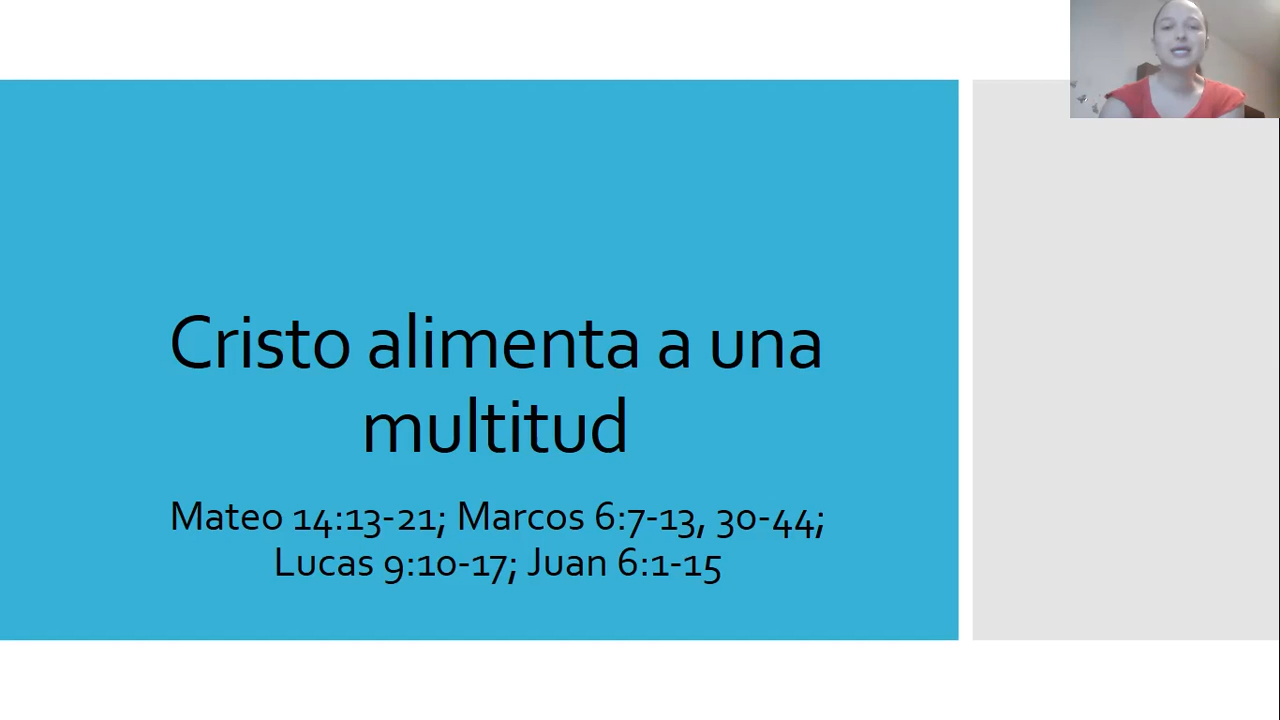 Cristo alimenta a una
multitud
Mateo 14:13-21; Marcos 6:7-13, 30-44;
Lucas 9:10-17; Juan 6:1-15